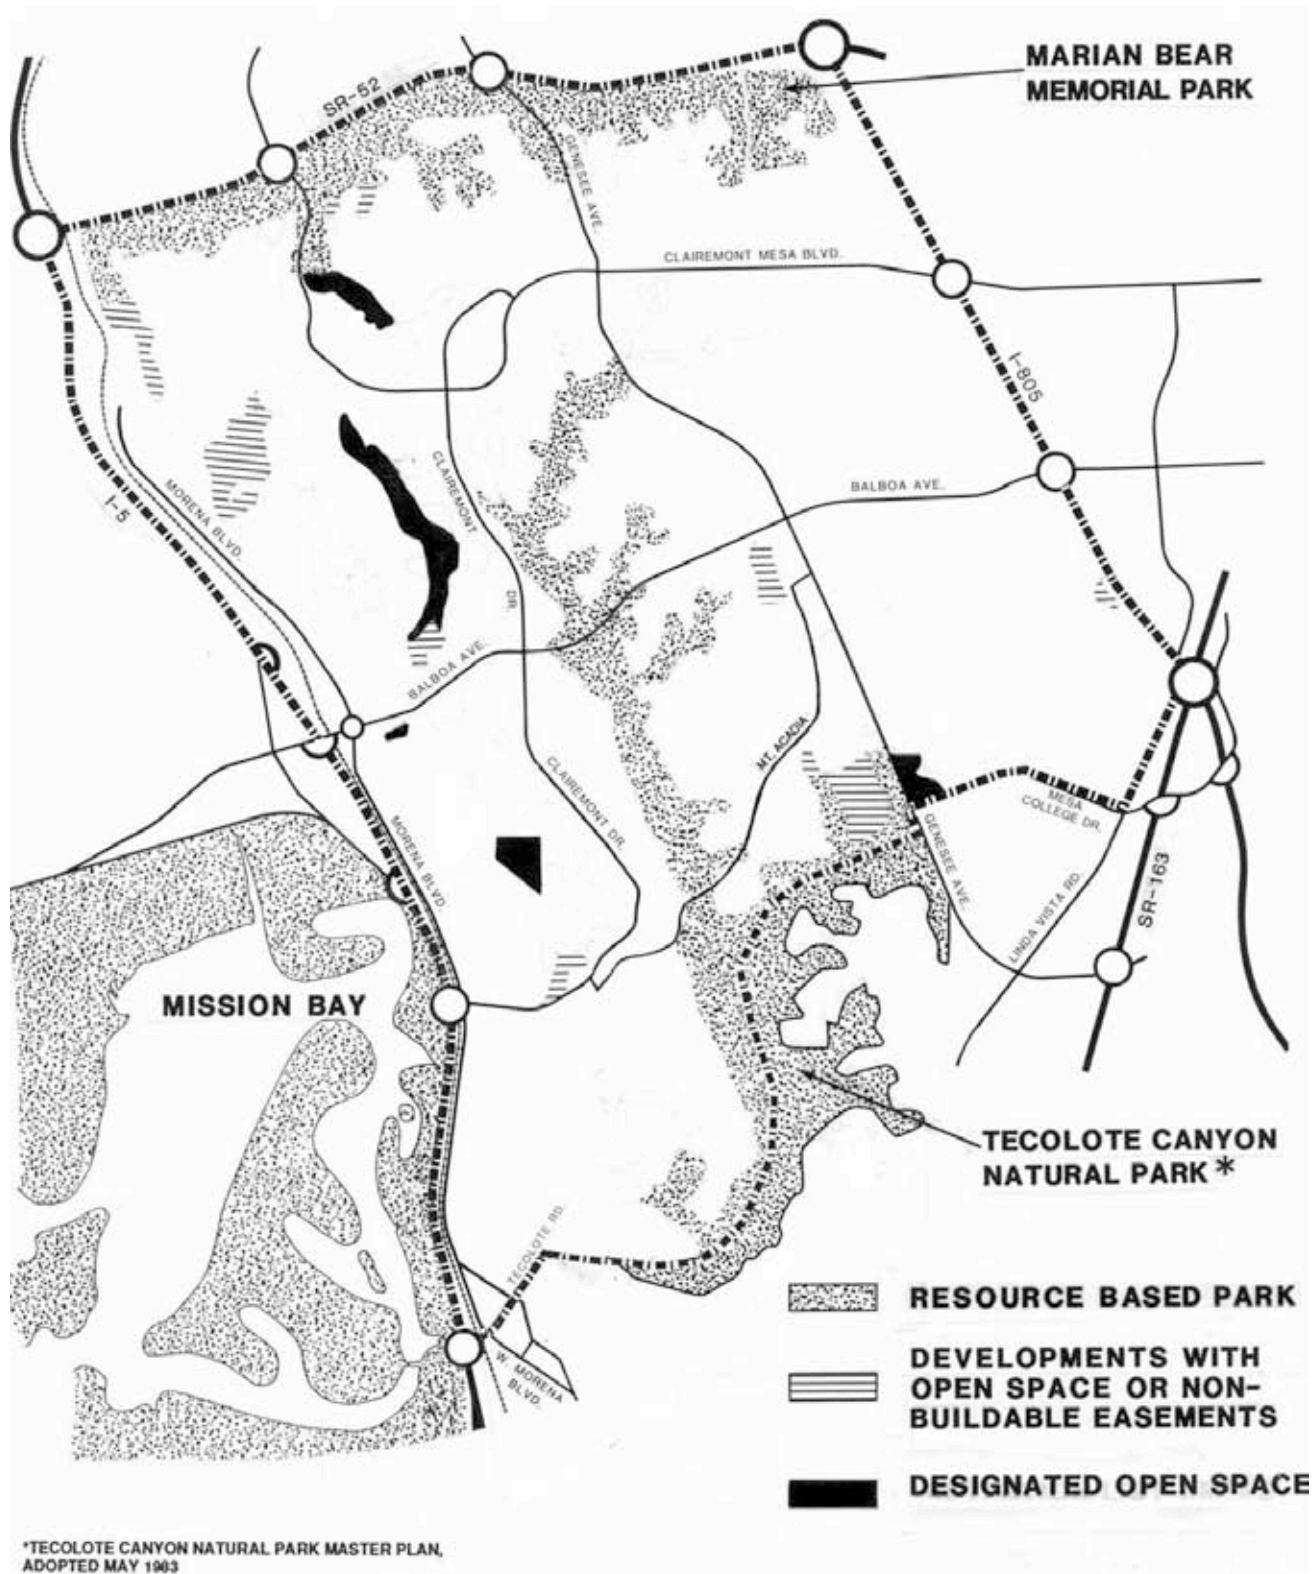 MARIAN BEAR
MEMORIAL PARK
SR-52
GENESEE AVE.
CLAIREMONT MESA BLVD.
I-805
CLAIREMONT
DR.
BALBOA AVE.
MORENA BLVD.
I-5
BALBOA AVE.
MT. ACADIA
CLAIREMONT DR.
MESA
COLLEGE DR.
MORENA BLVD.
GENESEE AVE.
LINDA VISTA RD.
SR-163
MISSION BAY
TECOLOTE CANYON
NATURAL PARK *
TECOLOTE RD.
W. MORENA
BLVD.
RESOURCE BASED PARK
DEVELOPMENTS WITH
OPEN SPACE OR NON-
BUILDABLE EASEMENTS
DESIGNATED OPEN SPACE
*TECOLOTE CANYON NATURAL PARK MASTER PLAN,
ADOPTED MAY 1983